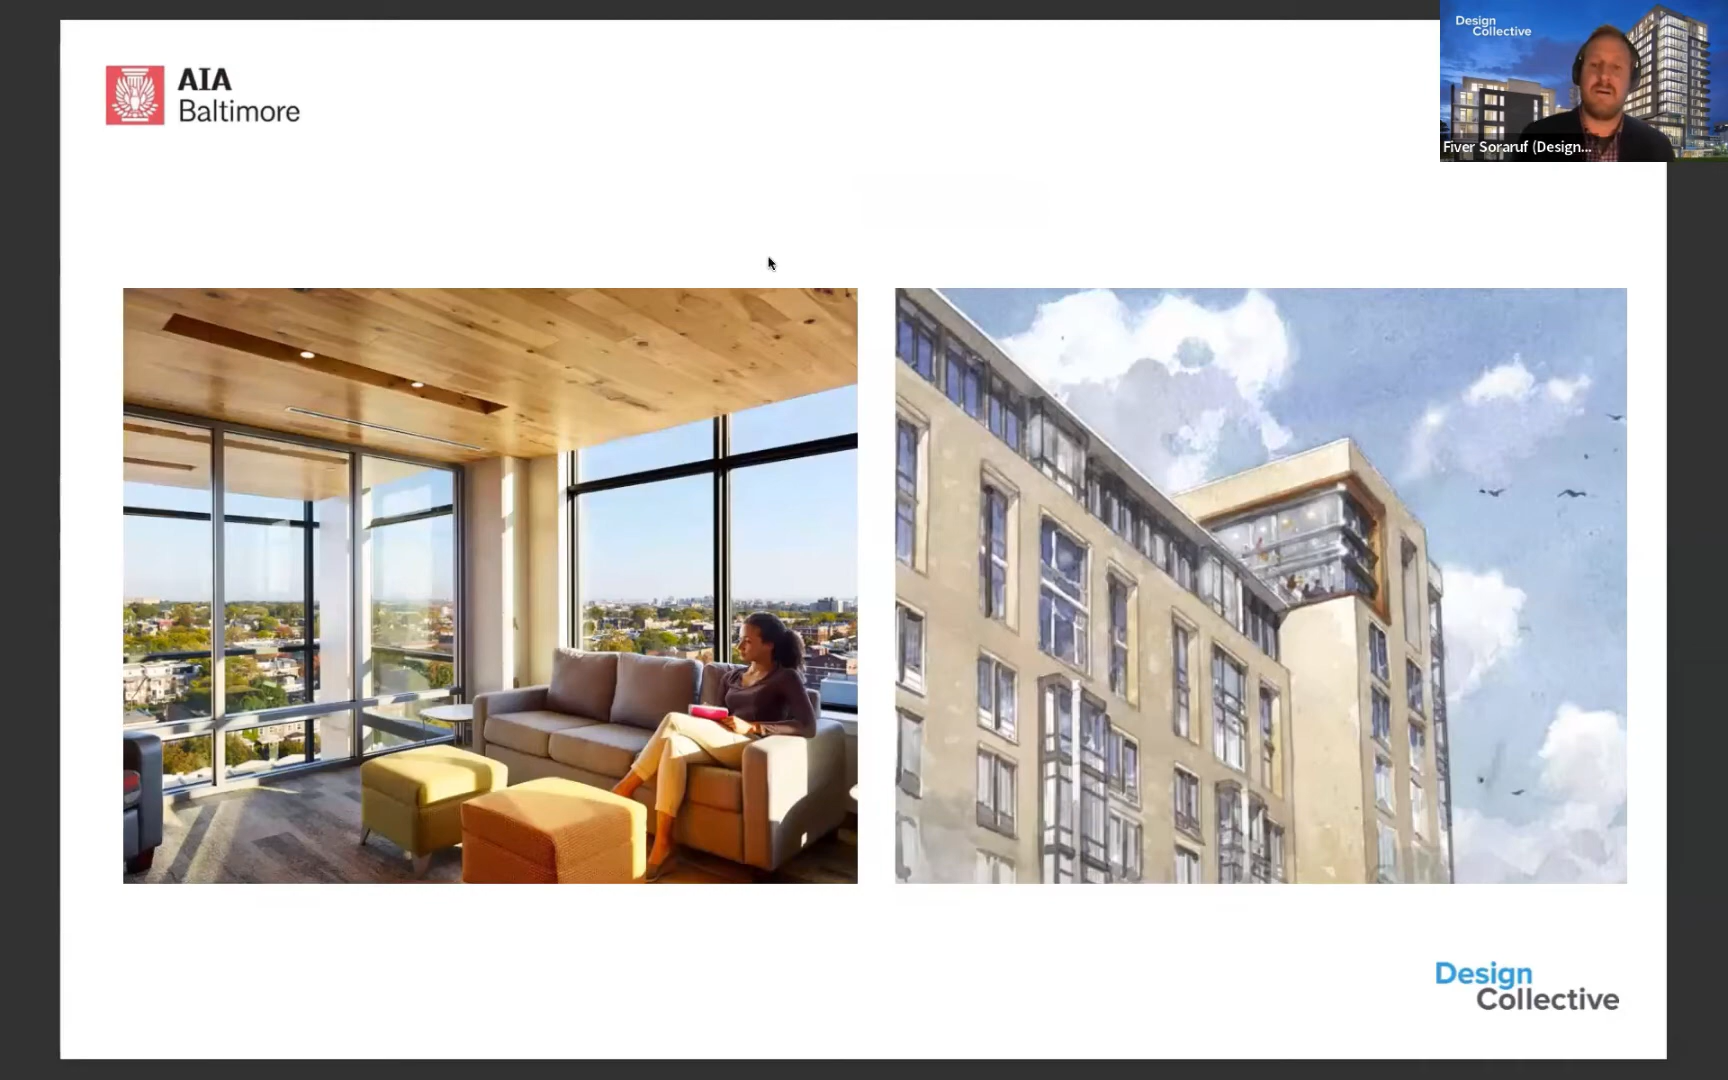 AIA
Baltimore
Design
Collective
Fiver Soraruf (Design...
Design
Collective